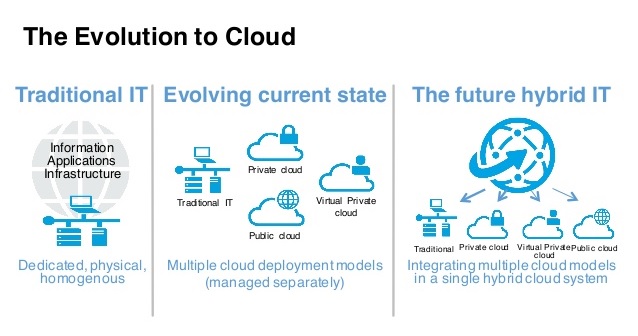 The Evolution to Cloud
Traditional IT
Information
Applications
Infrastructure
Dedicated, physical,
homogenous
Evolving current state
Traditional IT
Private cloud
Public cloud
Virtual Private
cloud
Multiple cloud deployment models
(managed separately)
The future hybrid IT
Traditional
Private cloud
Virtual Private
cloud
Public cloud
Integrating multiple cloud models
in a single hybrid cloud system